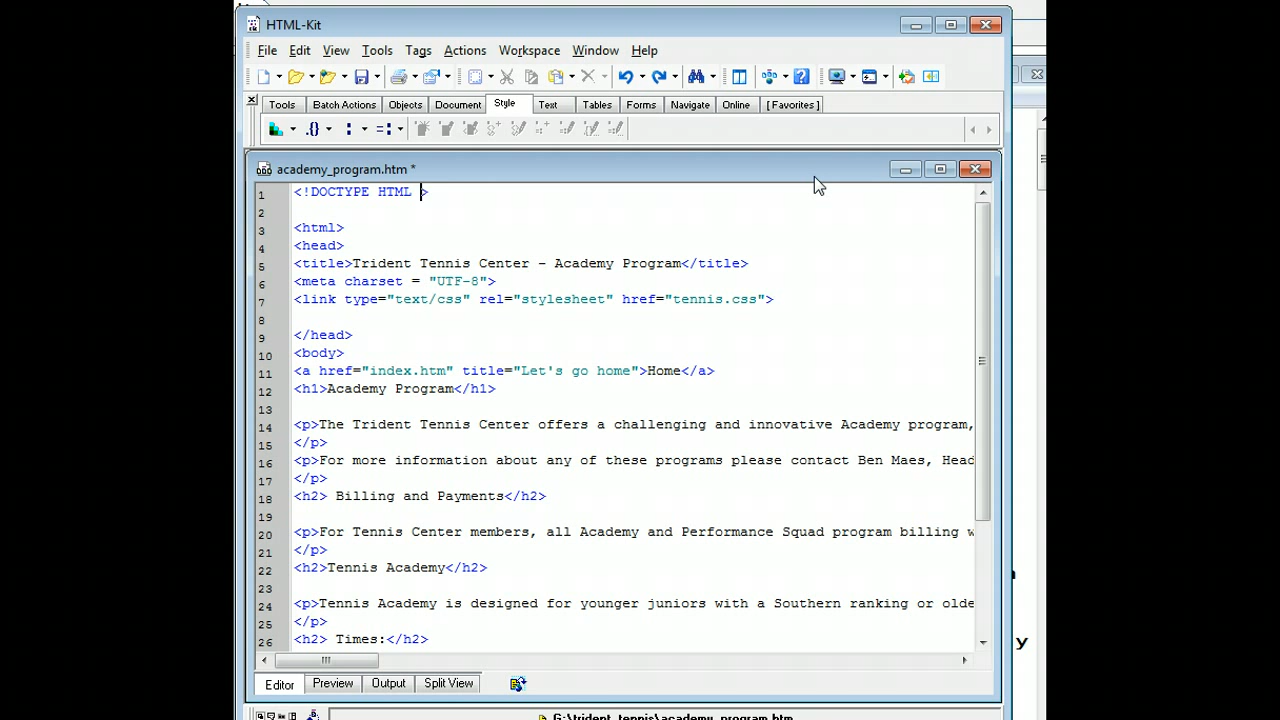 HTML-Kit
File Edit View Tools Tags Actions Workspace Window Help
Tools Batch Actions Objects Document Style Text Tables Forms Navigate Online [ Favorites ]
academy_program.htm *
1 <!DOCTYPE HTML >
2
3 <html>
4 <head>
5 <title>Trident Tennis Center - Academy Program</title>
6 <meta charset = "UTF-8">
7 <link type="text/css" rel="stylesheet" href="tennis.css">
8
9 </head>
10 <body>
11 <a href="index.htm" title="Let's go home">Home</a>
12 <h1>Academy Program</h1>
13
14 <p>The Trident Tennis Center offers a challenging and innovative Academy program,
15 </p>
16 <p>For more information about any of these programs please contact Ben Maes, Head
17 </p>
18 <h2> Billing and Payments</h2>
19
20 <p>For Tennis Center members, all Academy and Performance Squad program billing w
21 </p>
22 <h2>Tennis Academy</h2>
23
24 <p>Tennis Academy is designed for younger juniors with a Southern ranking or olde
25 </p>
26 <h2> Times:</h2>
Editor Preview Output Split View
G:\trident_tennis\academy_program.htm